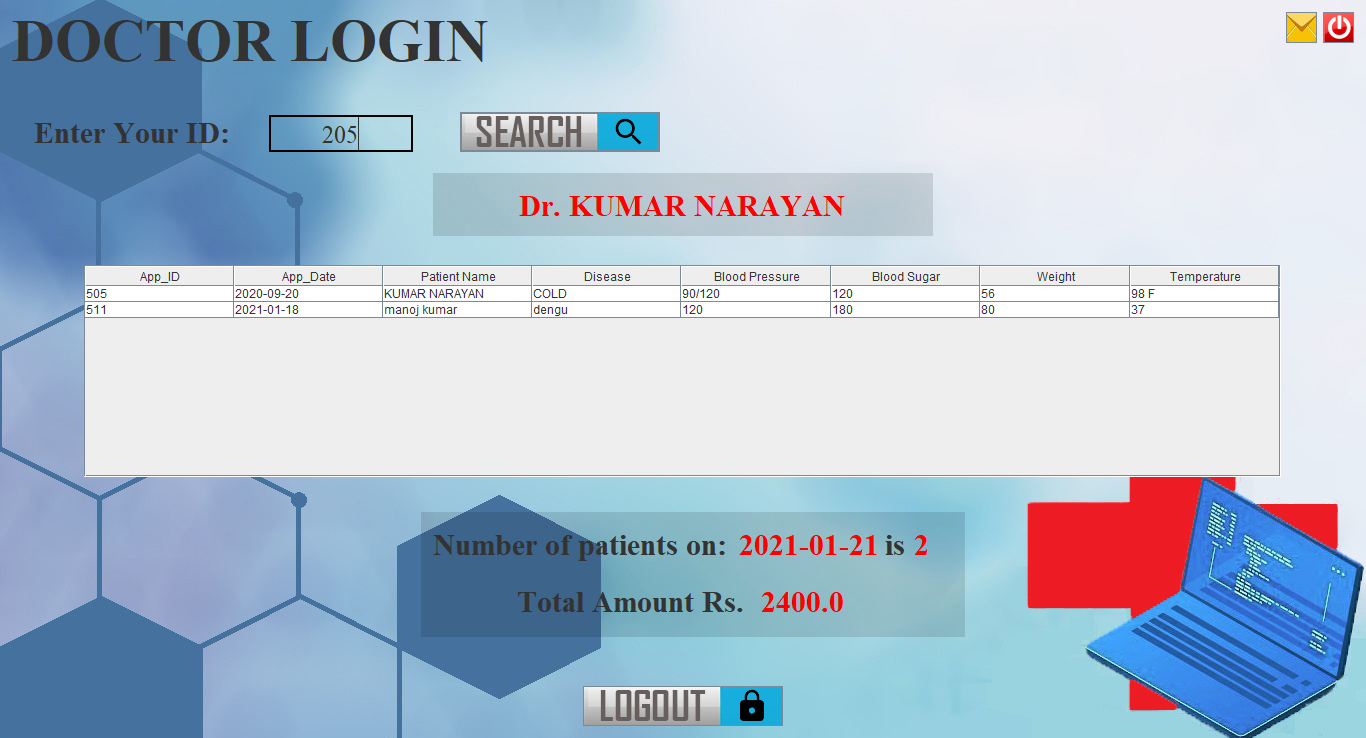 DOCTOR LOGIN
Enter Your ID: 205 SEARCH
Dr. KUMAR NARAYAN
App_ID App_Date Patient Name Disease Blood Pressure Blood Sugar Weight Temperature
505 2020-09-20 KUMAR NARAYAN COLD 90/120 120 56 98 F
511 2021-01-18 manoj kumar dengu 120 180 80 37
Number of patients on: 2021-01-21 is 2
Total Amount Rs. 2400.0
LOGOUT